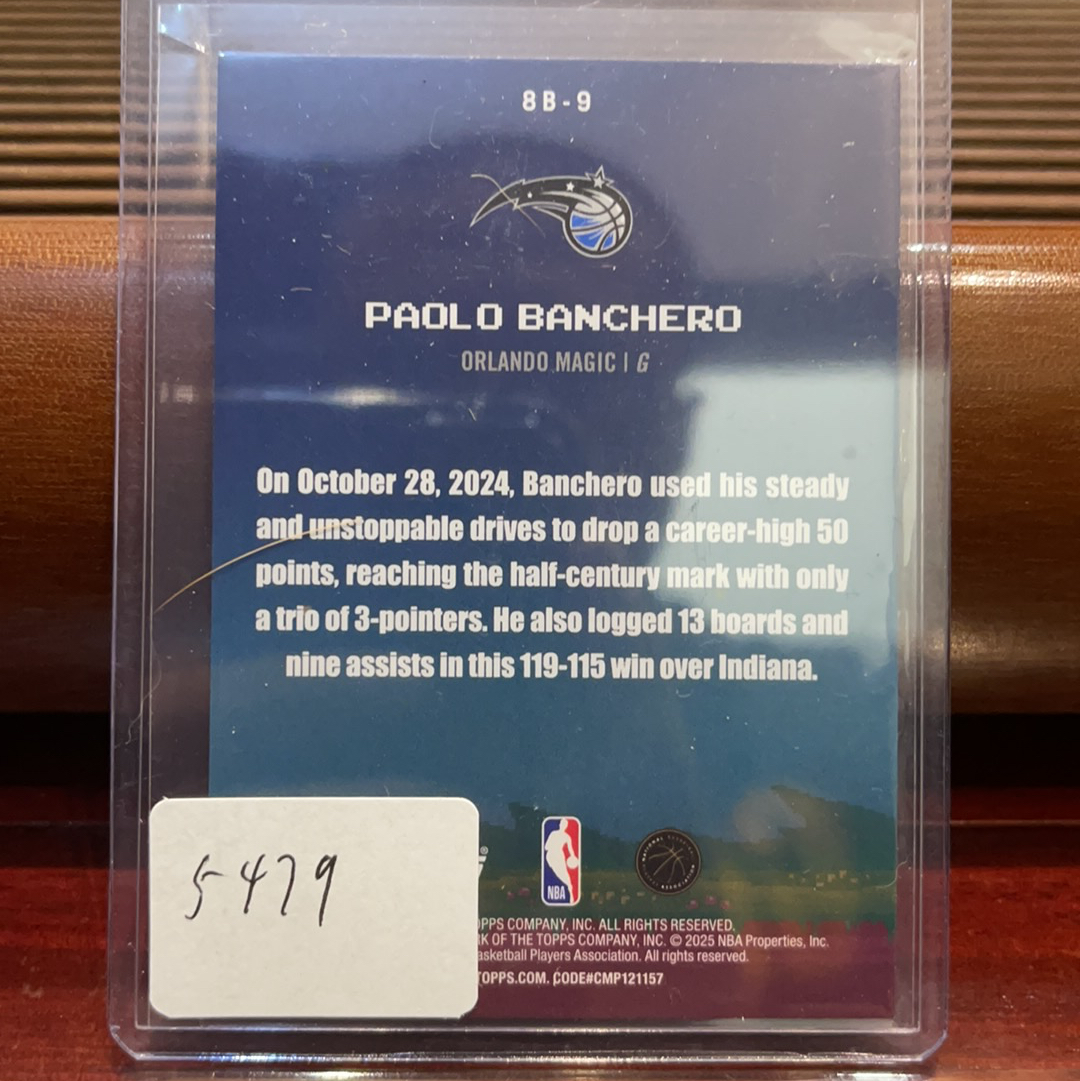 8B-9
PAOLO BANCHERO
ORLANDO MAGIC | G
On October 28, 2024, Banchero used his steady
and unstoppable drives to drop a career-high 50
points, reaching the half-century mark with only
a trio of 3-pointers. He also logged 13 boards and
nine assists in this 119-115 win over Indiana.
5479
NBA
OPPS COMPANY, INC. ALL RIGHTS RESERVED.
OF THE TOPPS COMPANY, INC. © 2025 NBA Properties, Inc.
asketball Players Association. All rights reserved.
TOPPS.COM. CODE#CMP121157